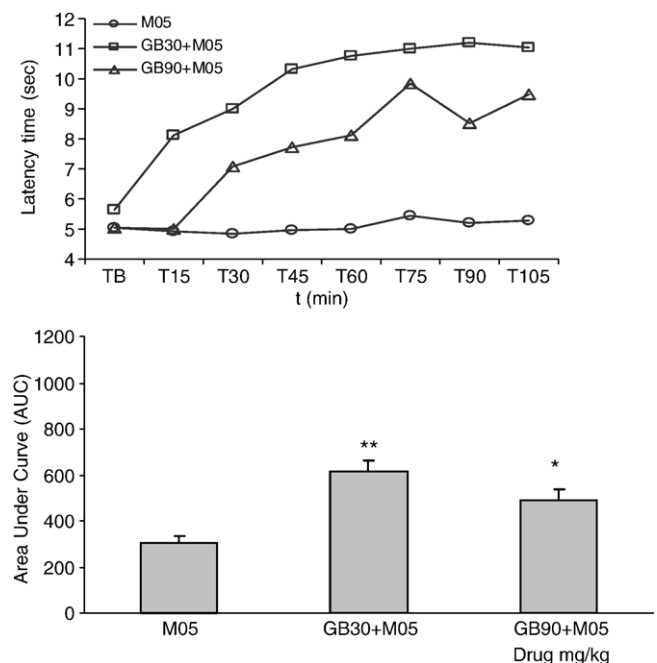 M05
GB30+M05
GB90+M05
Latency time (sec)
12
11
10
9
8
7
6
5
4
TB T15 T30 T45 T60 T75 T90 T105
t (min)
Area Under Curve (AUC)
1200
1000
800
600
400
200
0
**
*
M05 GB30+M05 GB90+M05
Drug mg/kg